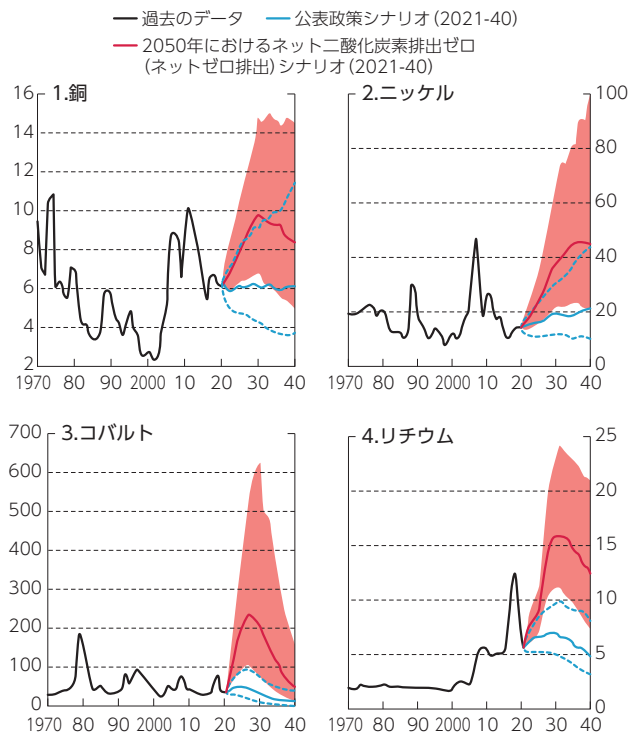 過去のデータ 公表政策シナリオ(2021-40)
2050年におけるネット二酸化炭素排出ゼロ
(ネットゼロ排出)シナリオ(2021-40)
1.銅
16
14
12
10
8
6
4
2
1970 80 90 2000 10 20 30 40
2.ニッケル
100
80
60
40
20
0
1970 80 90 2000 10 20 30 40
3.コバルト
700
600
500
400
300
200
100
0
1970 80 90 2000 10 20 30 40
4.リチウム
25
20
15
10
5
0
1970 80 90 2000 10 20 30 40